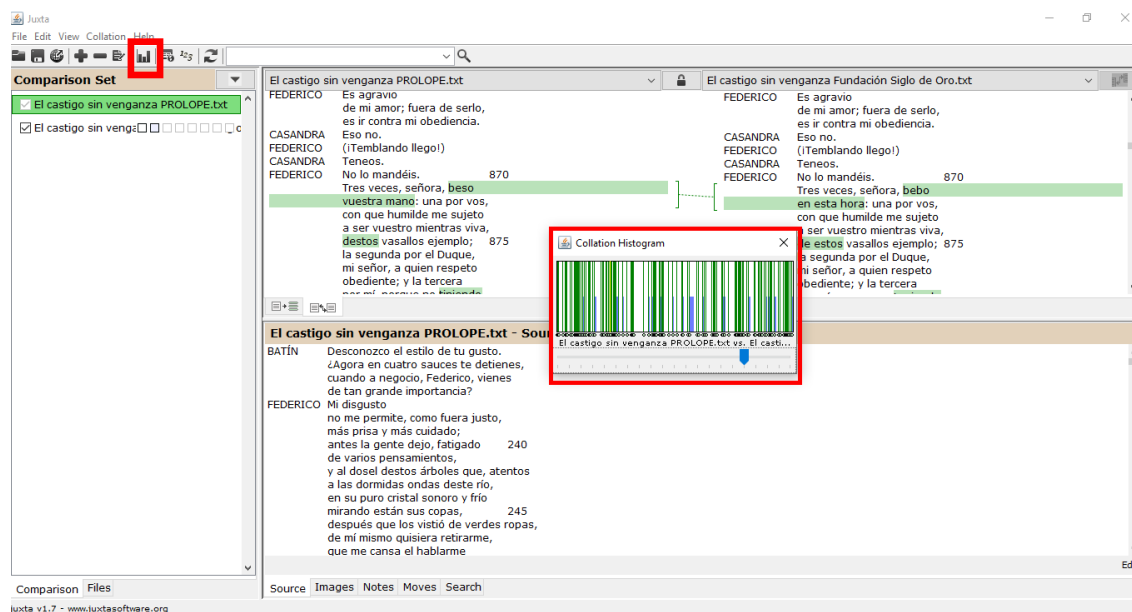 Juxta
File Edit View Collation Help
Comparison Set
El castigo sin venganza PROLOPE.txt
El castigo sin venga
El castigo sin venganza PROLOPE.txt
FEDERICO Es agravio
de mi amor; fuera de serlo,
es ir contra mi obediencia.
CASANDRA Eso no.
FEDERICO (¡Temblando llego!)
CASANDRA Teneos.
FEDERICO No lo mandéis. 870
Tres veces, señora, beso
vuestra mano: una por vos,
con que humilde me sujeto
a ser vuestro mientras viva,
destos vasallos ejemplo; 875
la segunda por el Duque,
mi señor, a quien respeto
obediente; y la tercera
por mí, porque no teniendo
El castigo sin venganza Fundación Siglo de Oro.txt
FEDERICO Es agravio
de mi amor; fuera de serlo,
es ir contra mi obediencia.
CASANDRA Eso no.
FEDERICO (¡Temblando llego!)
CASANDRA Teneos.
FEDERICO No lo mandéis. 870
Tres veces, señora, bebo
en esta hora: una por vos,
con que humilde me sujeto
a ser vuestro mientras viva,
de estos vasallos ejemplo; 875
la segunda por el Duque,
mi señor, a quien respeto
obediente; y la tercera
Collation Histogram
El castigo sin venganza PROLOPE.txt vs. El casti...
El castigo sin venganza PROLOPE.txt - Sou
BATÍN Desconozco el estilo de tu gusto.
¿Agora en cuatro sauces te detienes,
cuando a negocio, Federico, vienes
de tan grande importancia?
FEDERICO Mi disgusto
no me permite, como fuera justo,
más prisa y más cuidado;
antes la gente dejo, fatigado 240
de varios pensamientos,
y al dosel destos árboles que, atentos
a las dormidas ondas deste río,
en su puro cristal sonoro y frío
mirando están sus copas, 245
después que los vistió de verdes ropas,
de mí mismo quisiera retirarme,
que me cansa el hablarme
Ed
Comparison Files
Source Images Notes Moves Search
juxta v1.7 - www.juxtasoftware.org